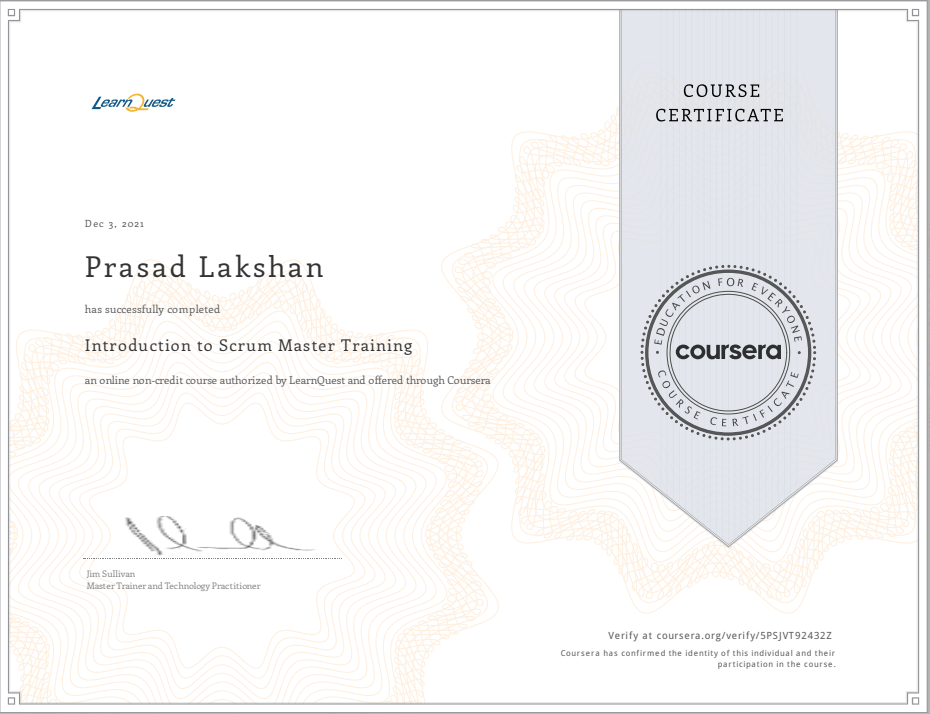 LearnQuest
COURSE
CERTIFICATE
Dec 3, 2021
Prasad Lakshan
has successfully completed
Introduction to Scrum Master Training
an online non-credit course authorized by LearnQuest and offered through Coursera
EDUCATION FOR EVERYONE
coursera
COURSE CERTIFICATE
Jim Sullivan
Master Trainer and Technology Practitioner
Verify at coursera.org/verify/5PSJVT92432Z
Coursera has confirmed the identity of this individual and their
participation in the course.